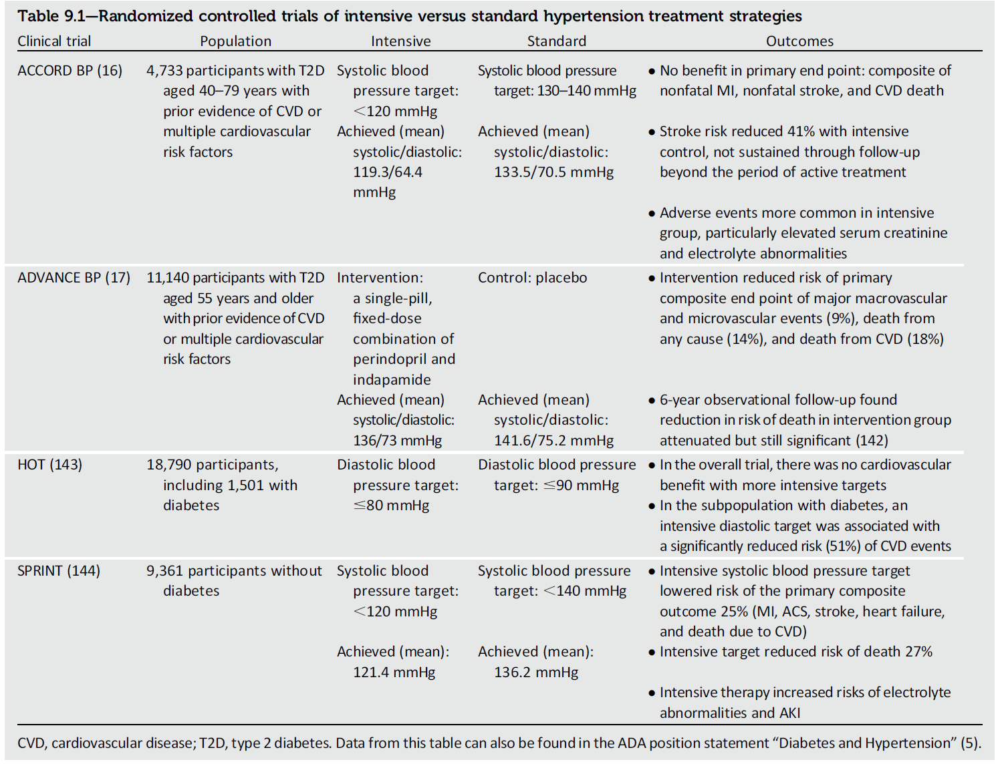 Table 9.1—Randomized controlled trials of intensive versus standard hypertension treatment strategies
Clinical trial Population Intensive Standard Outcomes
ACCORD BP (16)
4,733 participants with T2D
aged 40–79 years with
prior evidence of CVD or
multiple cardiovascular
risk factors
Systolic blood
pressure target:
<120 mmHg
Systolic blood pressure
target: 130–140 mmHg
● No benefit in primary end point: composite of
nonfatal MI, nonfatal stroke, and CVD death
Achieved (mean)
systolic/diastolic:
119.3/64.4
mmHg
Achieved (mean)
systolic/diastolic:
133.5/70.5 mmHg
● Stroke risk reduced 41% with intensive
control, not sustained through follow-up
beyond the period of active treatment
● Adverse events more common in intensive
group, particularly elevated serum creatinine
and electrolyte abnormalities
ADVANCE BP (17)
11,140 participants with T2D
aged 55 years and older
with prior evidence of CVD
or multiple cardiovascular
risk factors
Intervention:
a single-pill,
fixed-dose
combination of
perindopril and
indapamide
Control: placebo
● Intervention reduced risk of primary
composite end point of major macrovascular
and microvascular events (9%), death from
any cause (14%), and death from CVD (18%)
Achieved (mean)
systolic/diastolic:
136/73 mmHg
Achieved (mean)
systolic/diastolic:
141.6/75.2 mmHg
● 6-year observational follow-up found
reduction in risk of death in intervention group
attenuated but still significant (142)
HOT (143)
18,790 participants,
including 1,501 with
diabetes
Diastolic blood
pressure target:
≤80 mmHg
Diastolic blood pressure
target: ≤90 mmHg
● In the overall trial, there was no cardiovascular
benefit with more intensive targets
● In the subpopulation with diabetes, an
intensive diastolic target was associated with
a significantly reduced risk (51%) of CVD events
SPRINT (144)
9,361 participants without
diabetes
Systolic blood
pressure target:
<120 mmHg
Systolic blood pressure
target: <140 mmHg
● Intensive systolic blood pressure target
lowered risk of the primary composite
outcome 25% (MI, ACS, stroke, heart failure,
and death due to CVD)
Achieved (mean):
121.4 mmHg
Achieved (mean):
136.2 mmHg
● Intensive target reduced risk of death 27%
● Intensive therapy increased risks of electrolyte
abnormalities and AKI
CVD, cardiovascular disease; T2D, type 2 diabetes. Data from this table can also be found in the ADA position statement “Diabetes and Hypertension” (5).